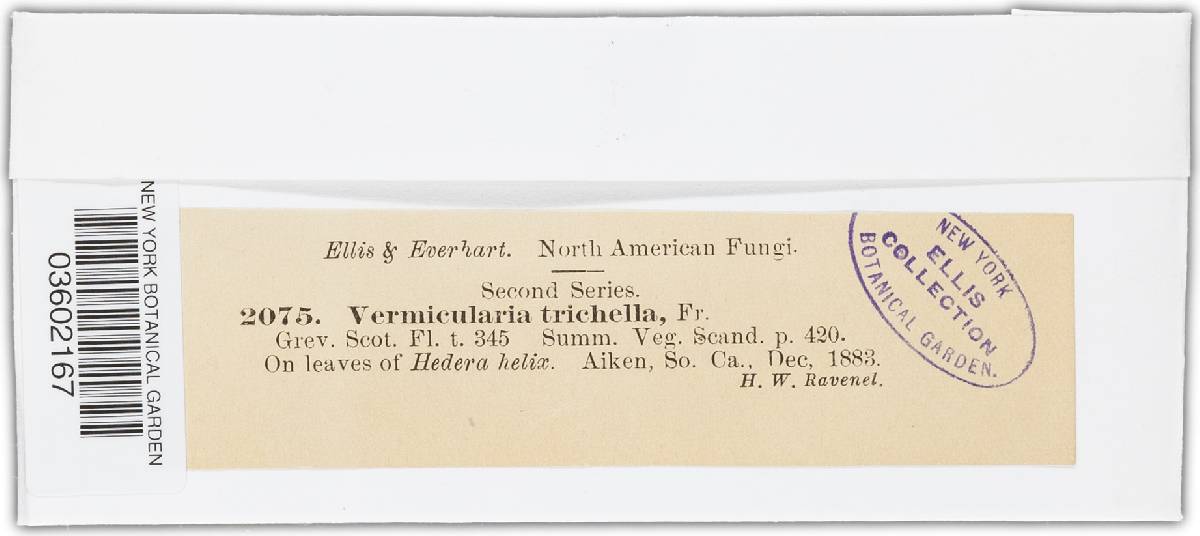 Ellis & Everhart. North American Fungi.
Second Series.
2075. Vermicularia trichella, Fr.
Grev. Scot. Fl. t. 345 Summ. Veg. Scand. p. 420.
On leaves of Hedera helix. Aiken, So. Ca., Dec, 1883.
H. W. Ravenel.
NEW YORK
ELLIS
COLLECTION
BOTANICAL GARDEN.
NEW YORK BOTANICAL GARDEN
03602167